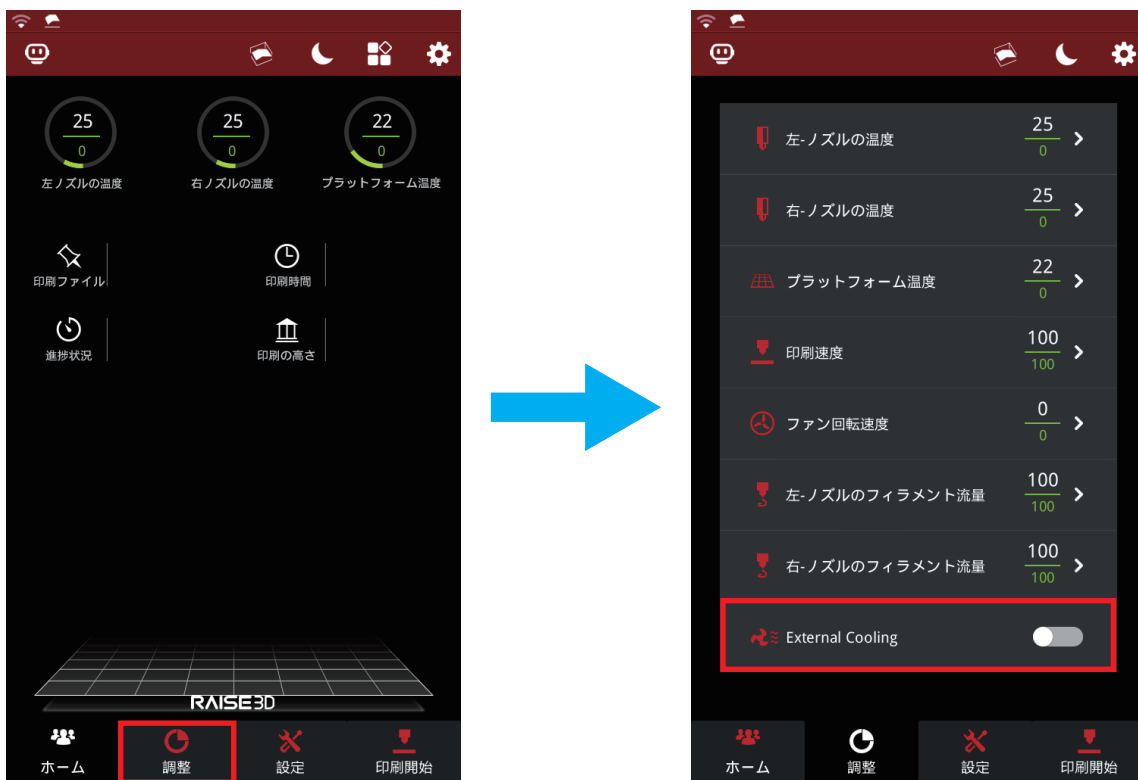 25
0
左ノズルの温度
25
0
右ノズルの温度
22
0
プラットフォーム温度
印刷ファイル
印刷時間
進捗状況
印刷の高さ
RAISE3D
ホーム
調整
設定
印刷開始
左-ノズルの温度
25
0
右-ノズルの温度
25
0
プラットフォーム温度
22
0
印刷速度
100
100
ファン回転速度
0
0
左-ノズルのフィラメント流量
100
100
右-ノズルのフィラメント流量
100
100
External Cooling
ホーム
調整
設定
印刷開始